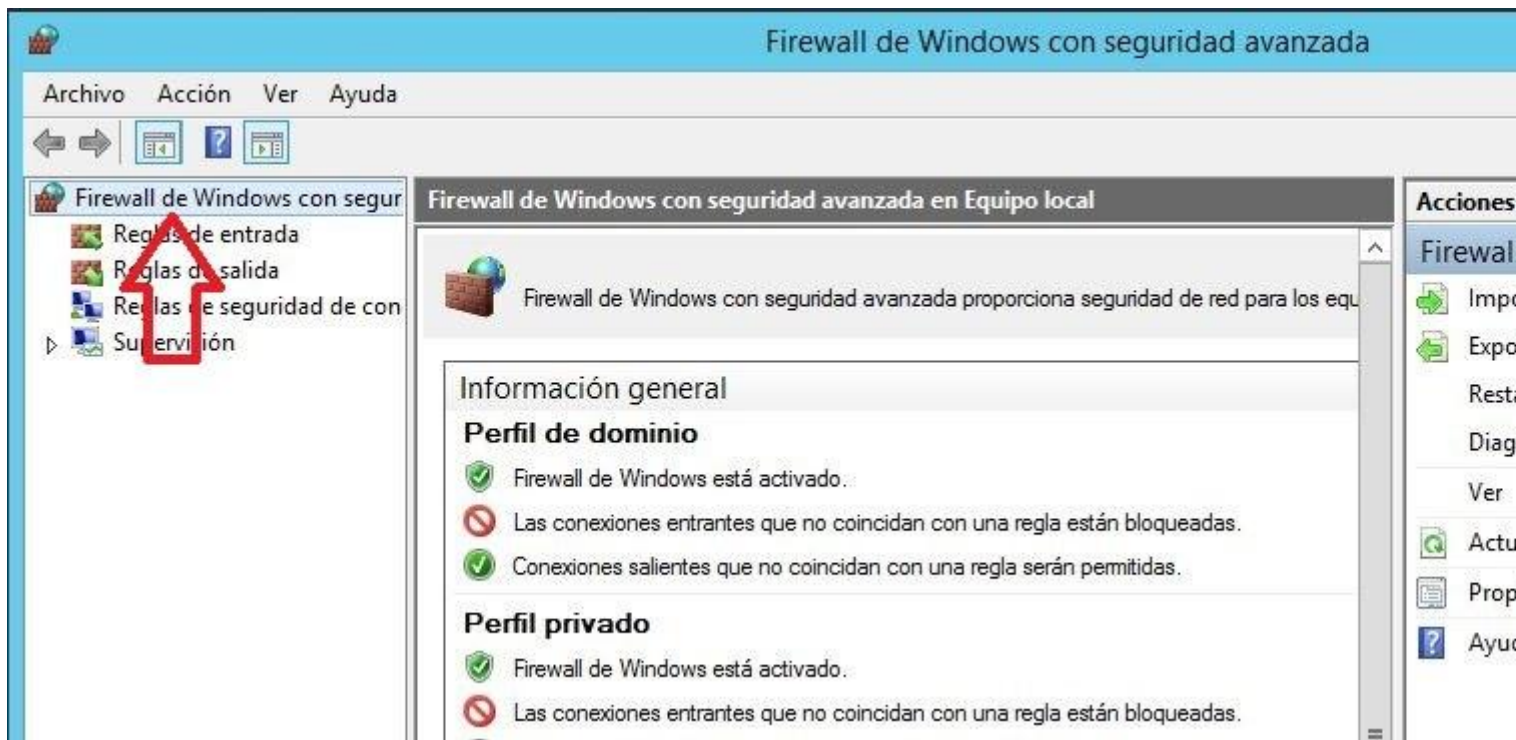 Firewall de Windows con seguridad avanzada
Archivo Acción Ver Ayuda
Firewall de Windows con segur
Reglas de entrada
Reglas de salida
Reglas de seguridad de con
Supervisión
Firewall de Windows con seguridad avanzada en Equipo local
Firewall de Windows con seguridad avanzada proporciona seguridad de red para los equ
Información general
Perfil de dominio
Firewall de Windows está activado.
Las conexiones entrantes que no coincidan con una regla están bloqueadas.
Conexiones salientes que no coincidan con una regla serán permitidas.
Perfil privado
Firewall de Windows está activado.
Las conexiones entrantes que no coincidan con una regla están bloqueadas.
Acciones
Firewal
Impo
Expo
Resta
Diag
Ver
Actu
Prop
Ayud